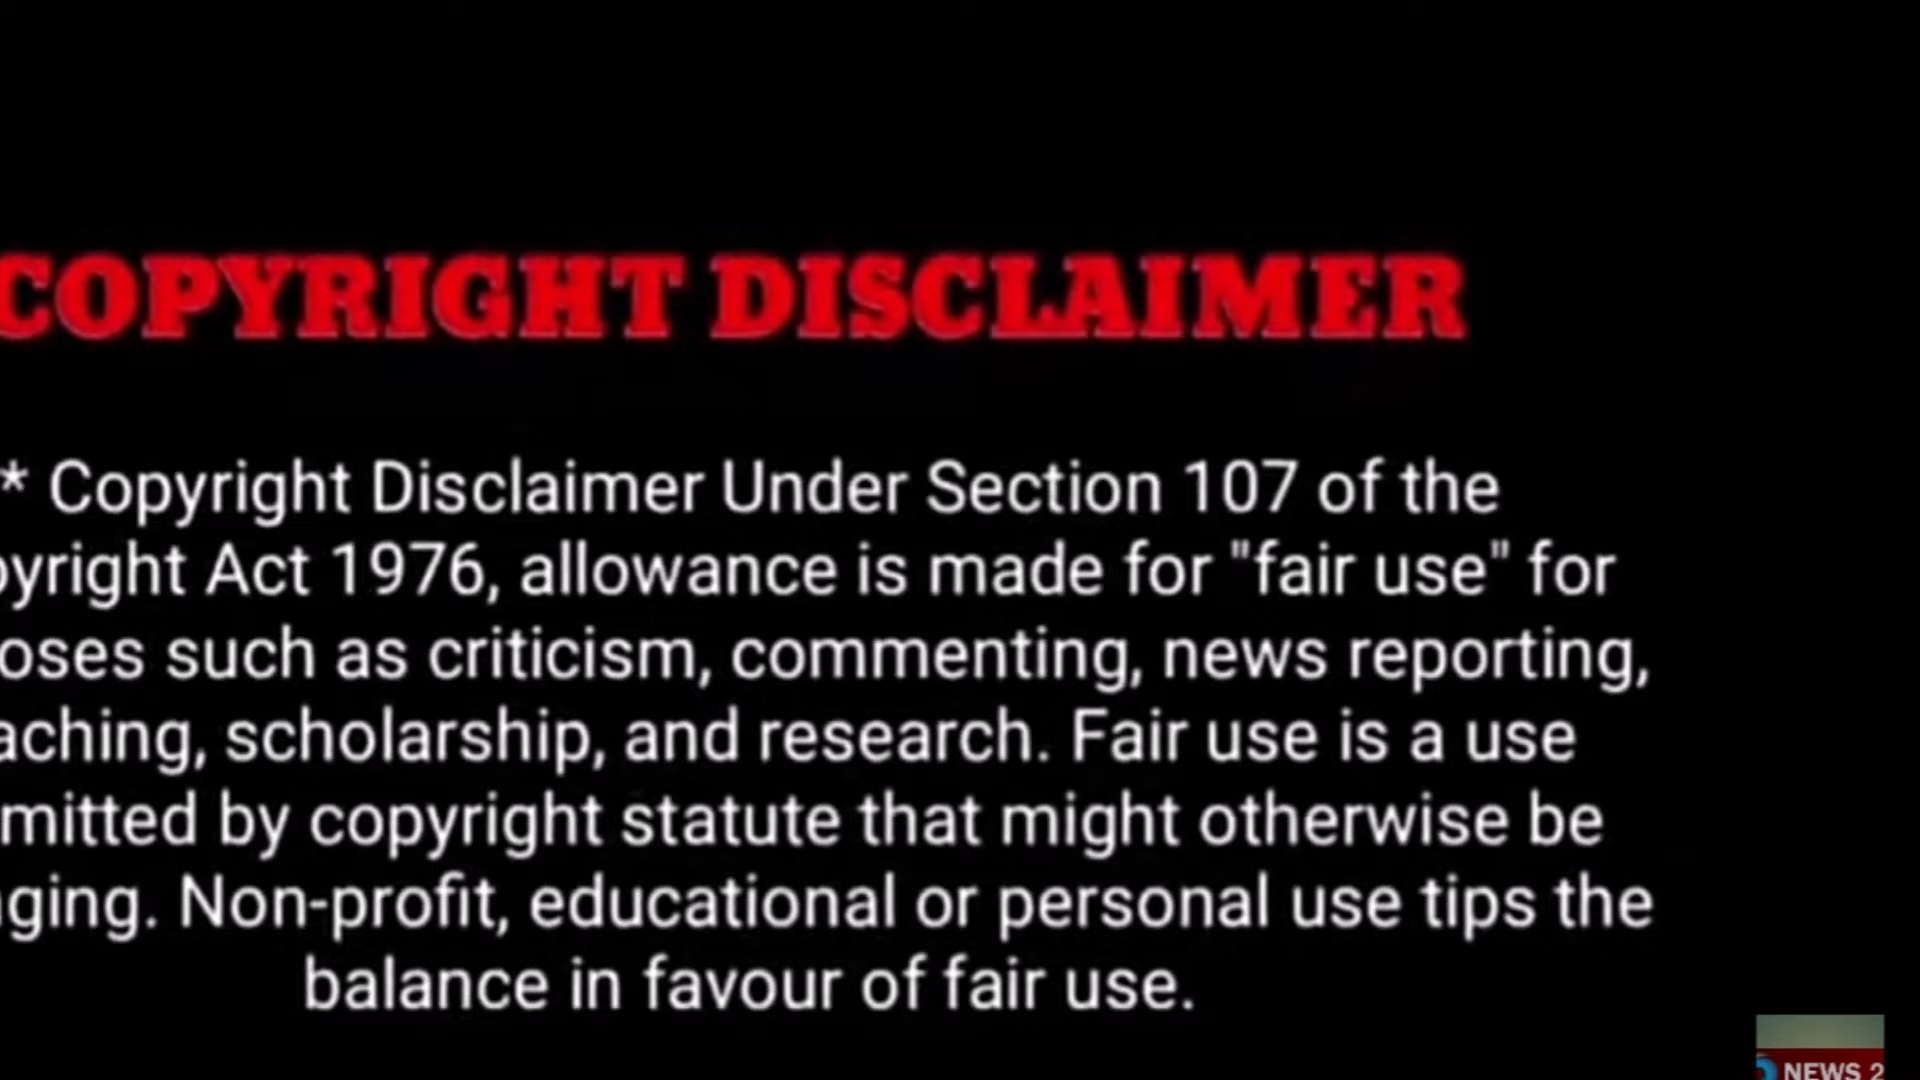 COPYRIGHT DISCLAIMER
* Copyright Disclaimer Under Section 107 of the
pyright Act 1976, allowance is made for "fair use" for
oses such as criticism, commenting, news reporting,
aching, scholarship, and research. Fair use is a use
mitted by copyright statute that might otherwise be
ging. Non-profit, educational or personal use tips the
balance in favour of fair use.
NEWS 2